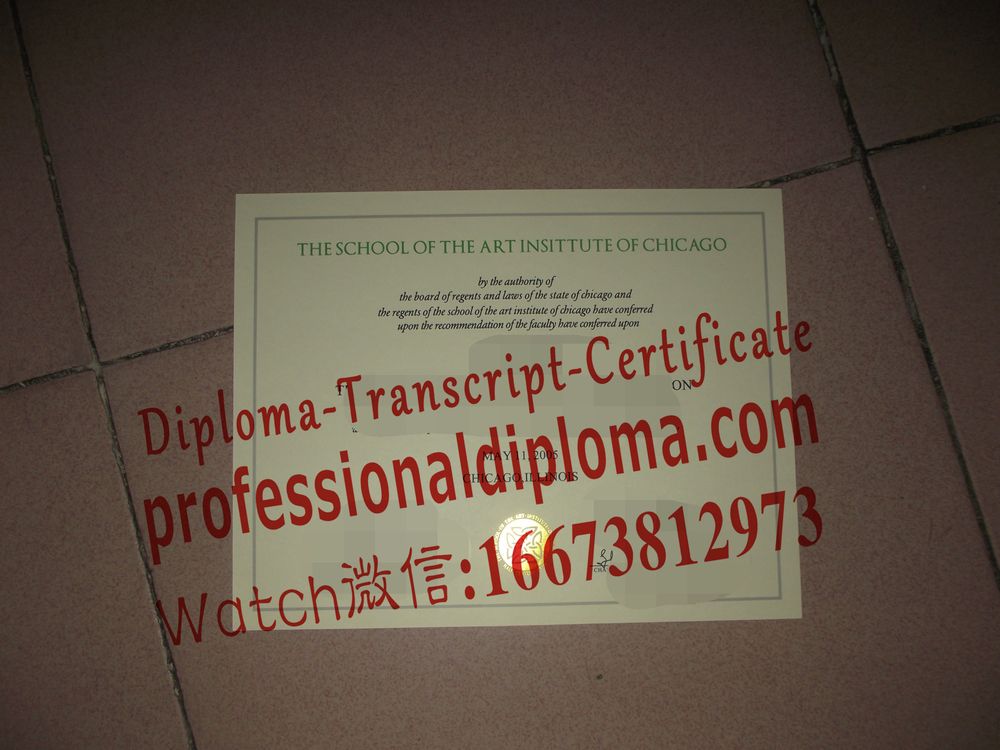 THE SCHOOL OF THE ART INSITTUTE OF CHICAGO
by the authority of
the board of regents and laws of the state of chicago and
the regents of the school of the art institute of chicago have conferred
upon the recommendation of the faculty have conferred upon
ON
Diploma-Transcript-Certificate
professionaldiploma.com
MAY 11, 2005
CHICAGO,ILLINOIS
Watch微信:16673812973